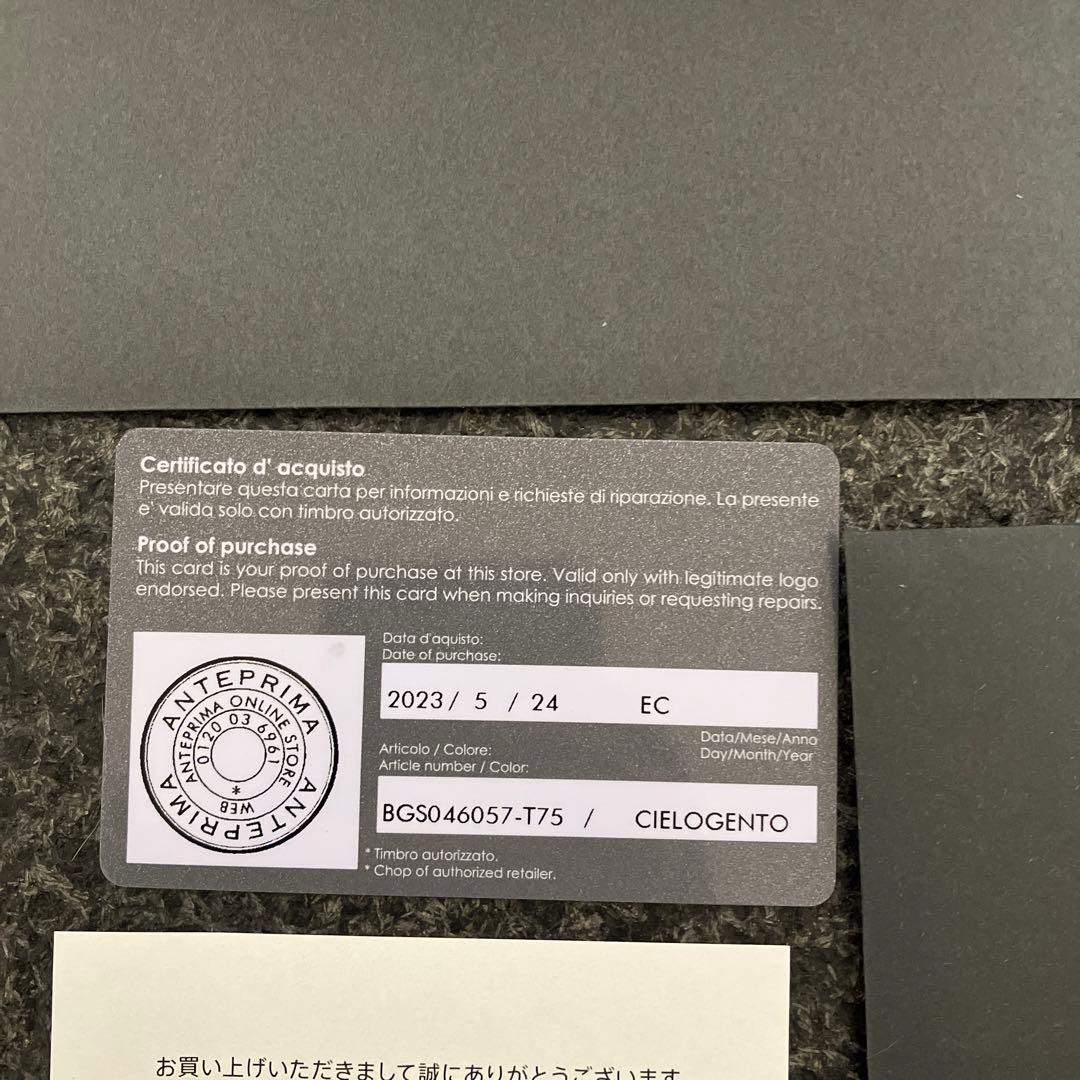 Certificato d' acquisto
Presentare questa carta per informazioni e richieste di riparazione. La presente
e' valida solo con timbro autorizzato.
Proof of purchase
This card is your proof of purchase at this store. Valid only with legitimate logo
endorsed. Please present this card when making inquiries or requesting repairs.
ANTEPRIMA ANTEPRIMA
ANTEPRIMA ONLINE STORE
0120 03 6961
* WEB
Data d'aquisto:
Date of purchase:
2023/ 5 / 24 EC
Data/Mese/Anno
Day/Month/Year
Articolo / Colore:
Article number / Color:
BGS046057-T75 / CIELOGENTO
* Timbro autorizzato.
* Chop of authorized retailer.
お買い上げいただきまして誠にありがとうございます